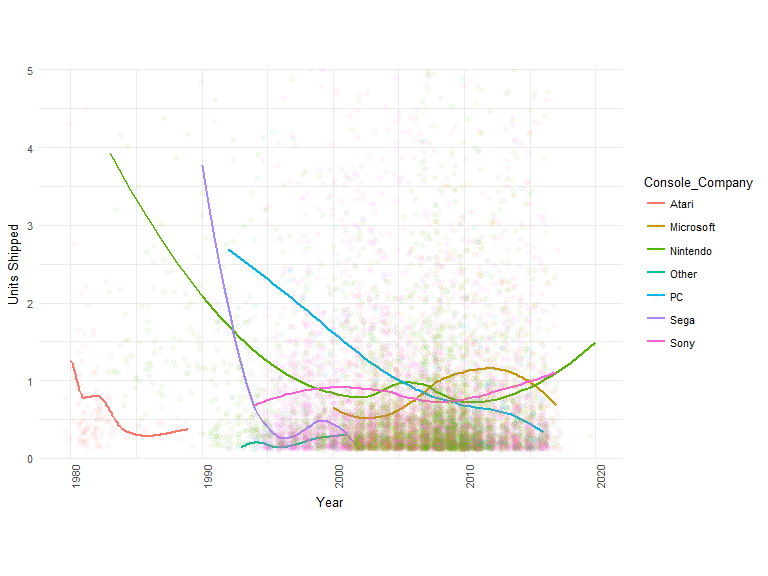 5
4
3
2
1
0
Units Shipped
1980
1990
2000
2010
2020
Year
Console_Company
Atari
Microsoft
Nintendo
Other
PC
Sega
Sony